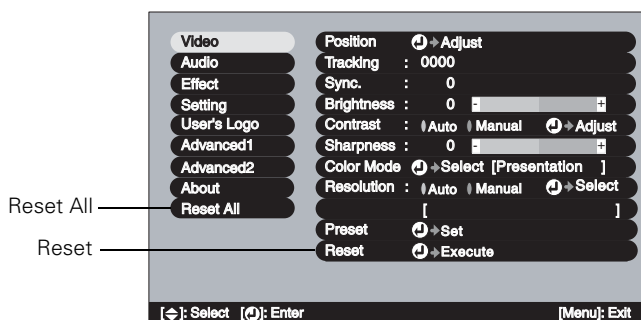 Video
Audio
Effect
Setting
User's Logo
Advanced1
Advanced2
About
Reset All
Position Adjust
Tracking : 0000
Sync. : 0
Brightness : 0 - +
Contrast : Auto Manual Adjust
Sharpness : 0 - +
Color Mode Select [Presentation ]
Resolution : Auto Manual Select
[ ]
Preset Set
Reset Execute
Reset All
Reset
[ ]: Select [ ]: Enter [Menu]: Exit